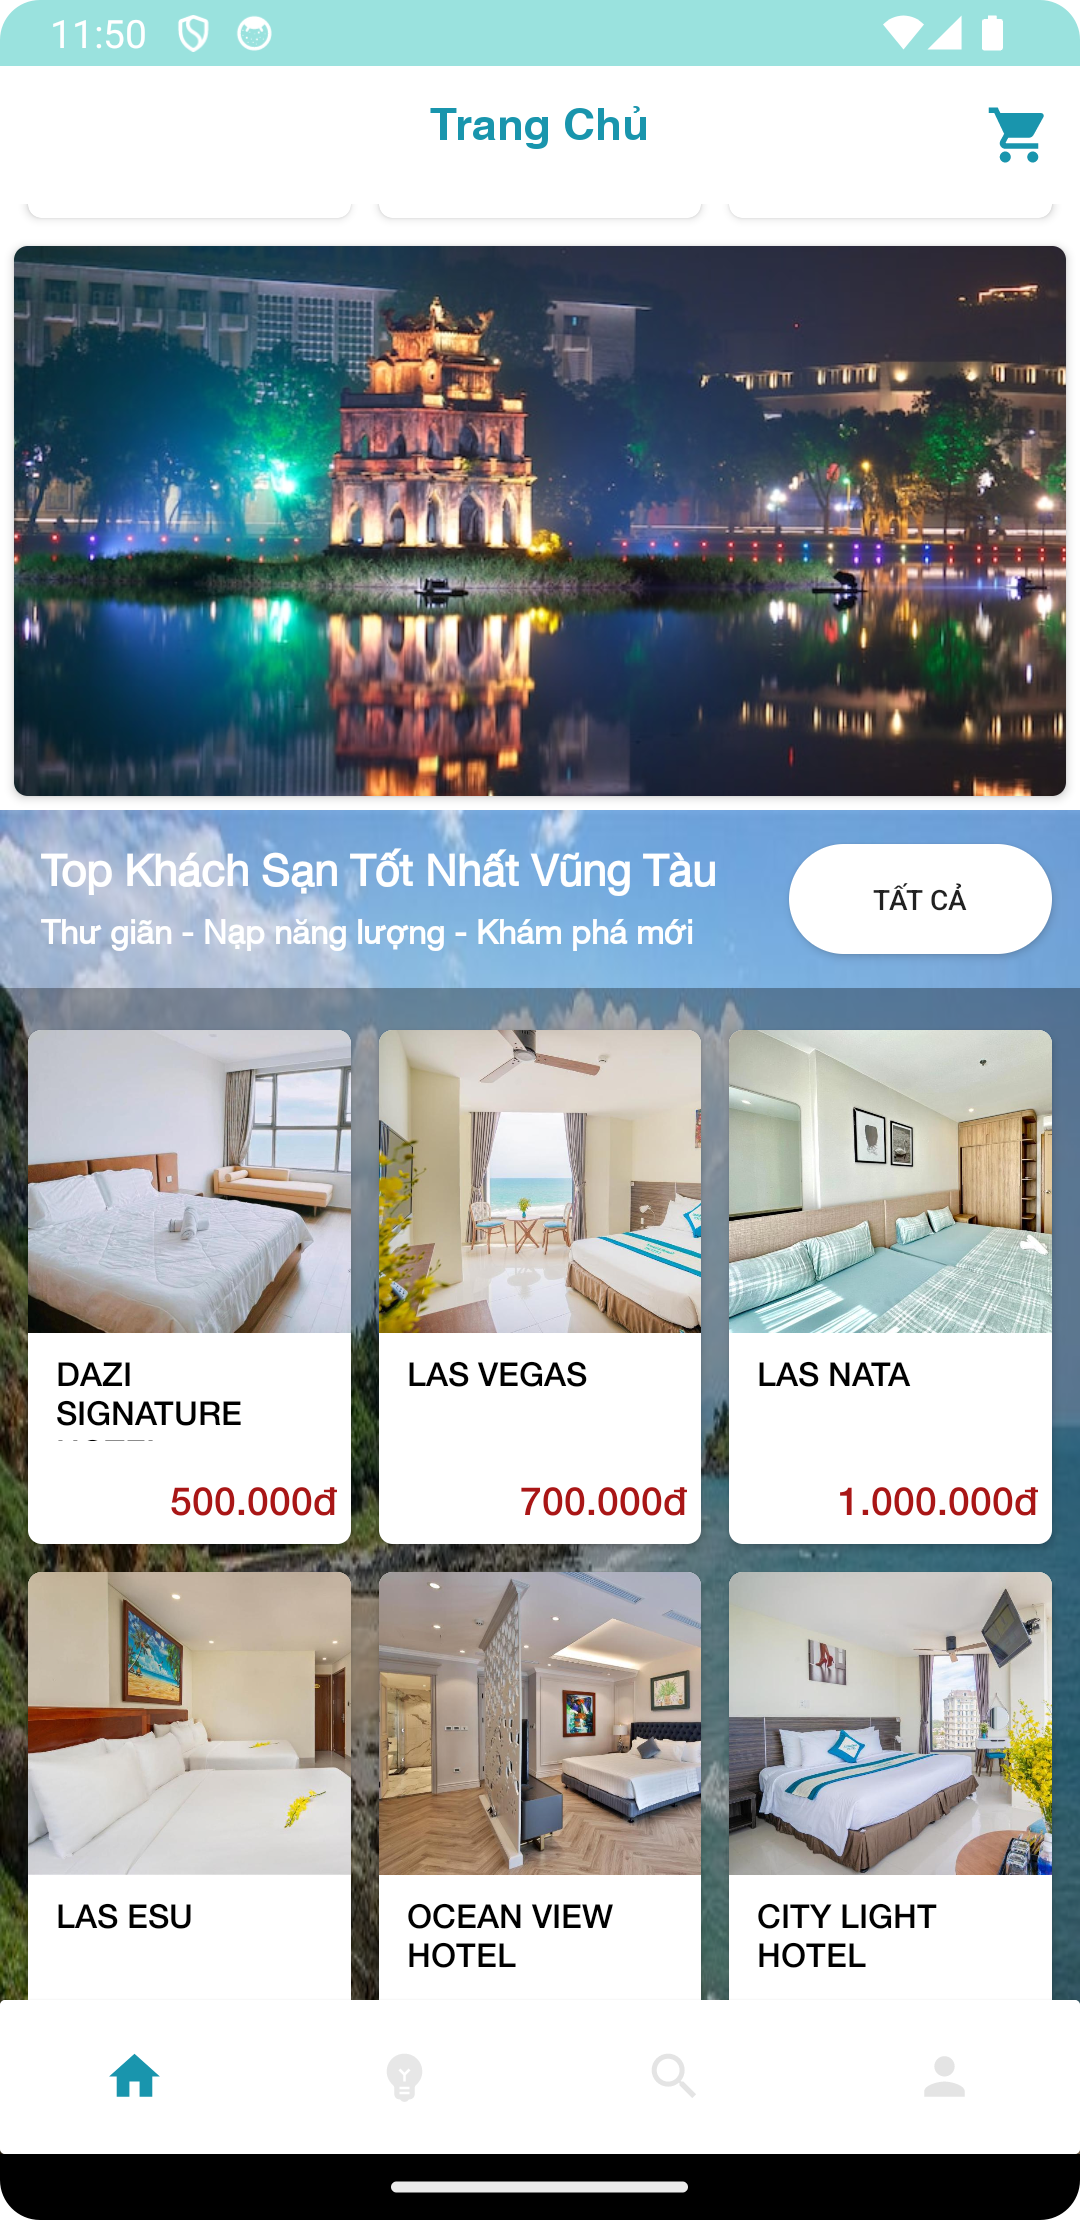 11:50
Trang Chủ
Top Khách Sạn Tốt Nhất Vũng Tàu
Thư giãn - Nạp năng lượng - Khám phá mới
TẤT CẢ
DAZI
SIGNATURE
LAS VEGAS
LAS NATA
500.000đ
700.000đ
1.000.000đ
LAS ESU
OCEAN VIEW
HOTEL
CITY LIGHT
HOTEL